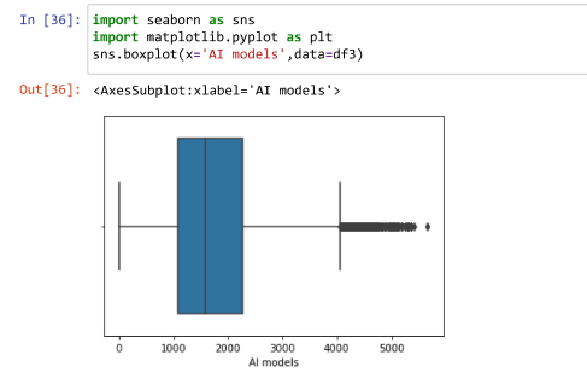 In [36]: import seaborn as sns
import matplotlib.pyplot as plt
sns.boxplot(x='AI models',data=df3)
Out[36]: <AxesSubplot:xlabel='AI models'>
0 1000 2000 3000 4000 5000
AI models